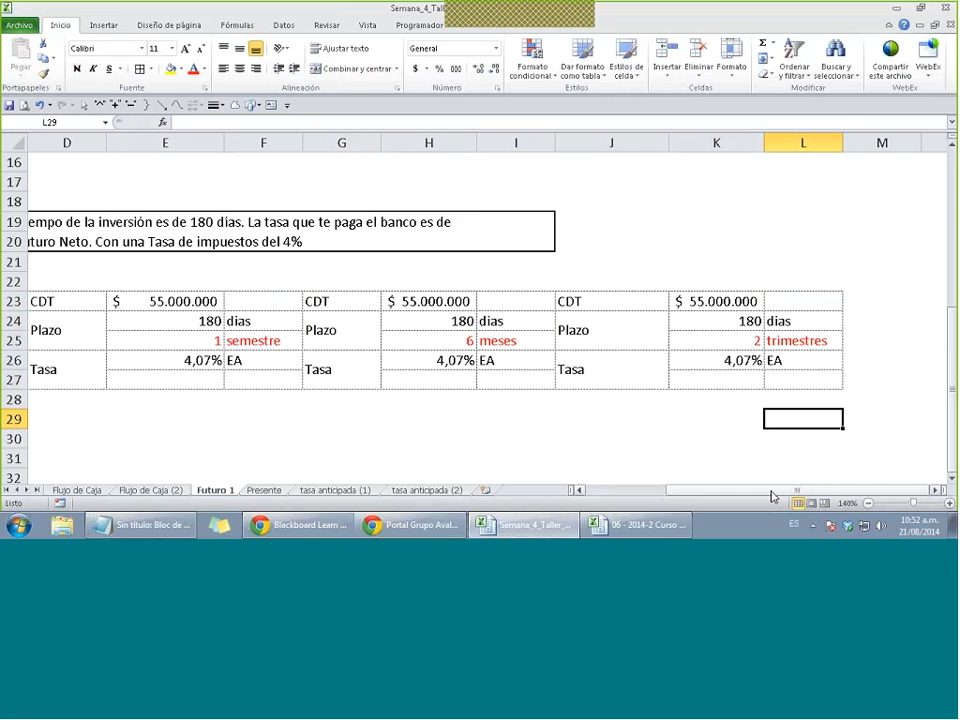 Semana_4_Tall
Archivo Inicio Insertar Diseño de página Fórmulas Datos Revisar Vista Programador
Pegar
Calibri 11
N K S
Ajustar texto
Combinar y centrar
General
$ % 000
Formato condicional
Dar formato como tabla
Estilos de celda
Insertar Eliminar Formato
Ordenar y filtrar
Buscar y seleccionar
Compartir este archivo
WebEx
Portapapeles Fuente Alineación Número Estilos Celdas Modificar WebEx
L29 fx
D E F G H I J K L M
16
17
18
19 empo de la inversión es de 180 días. La tasa que te paga el banco es de
20 uturo Neto. Con una Tasa de impuestos del 4%
21
22
23 CDT $ 55.000.000 CDT $ 55.000.000 CDT $ 55.000.000
24 Plazo 180 dias Plazo 180 dias Plazo 180 dias
25 1 semestre 6 meses 2 trimestres
26 Tasa 4,07% EA Tasa 4,07% EA Tasa 4,07% EA
27
28
29
30
31
32
Flujo de Caja Flujo de Caja (2) Futuro 1 Presente tasa anticipada (1) tasa anticipada (2)
Listo 140%
Sin título: Bloc de ... Blackboard Learn ... Portal Grupo Aval... Semana_4_Taller_... 06 - 2014-2 Curso ... ES 10:52 a.m.
21/08/2014